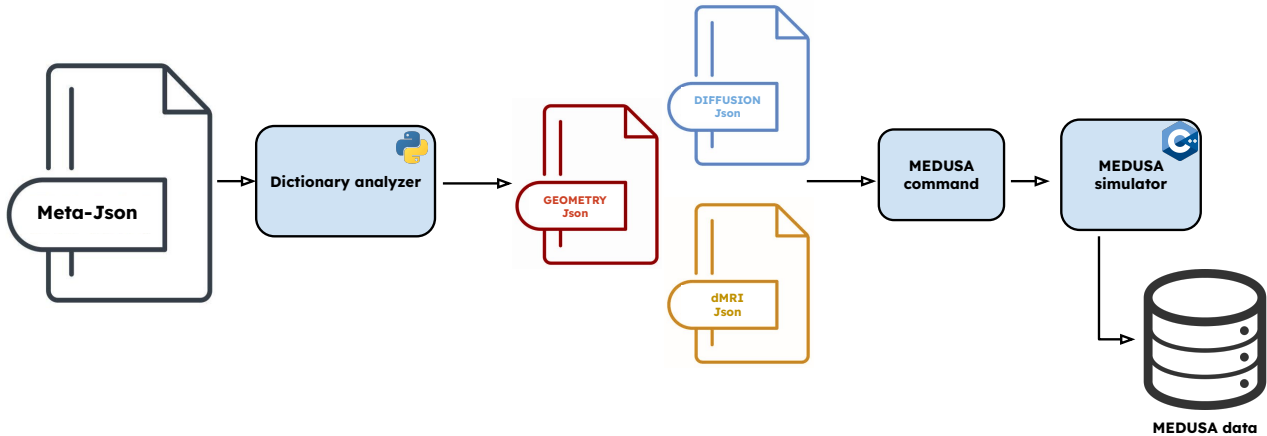 Meta-Json
Dictionary analyzer
GEOMETRY
Json
DIFFUSION
Json
dMRI
Json
MEDUSA
command
MEDUSA
simulator
C++
MEDUSA data